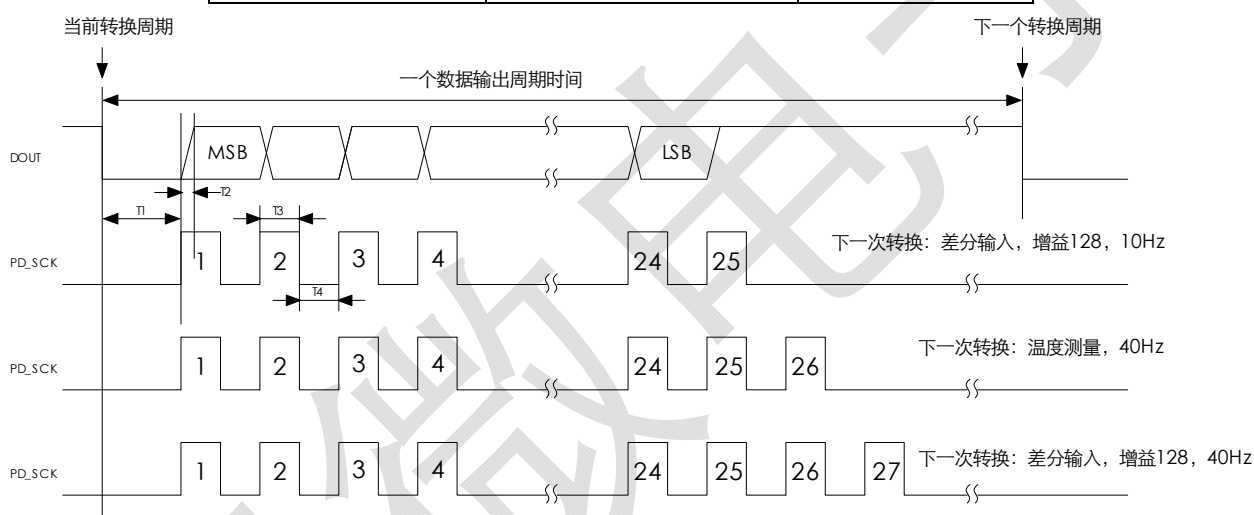 当前转换周期
下一个转换周期
一个数据输出周期时间
DOUT
MSB
LSB
T2
T1
T3
下一次转换：差分输入，增益128，10Hz
PD_SCK
1 2 3 4 24 25
T4
下一次转换：温度测量，40Hz
PD_SCK
1 2 3 4 24 25 26
下一次转换：差分输入，增益128，40Hz
PD_SCK
1 2 3 4 24 25 26 27